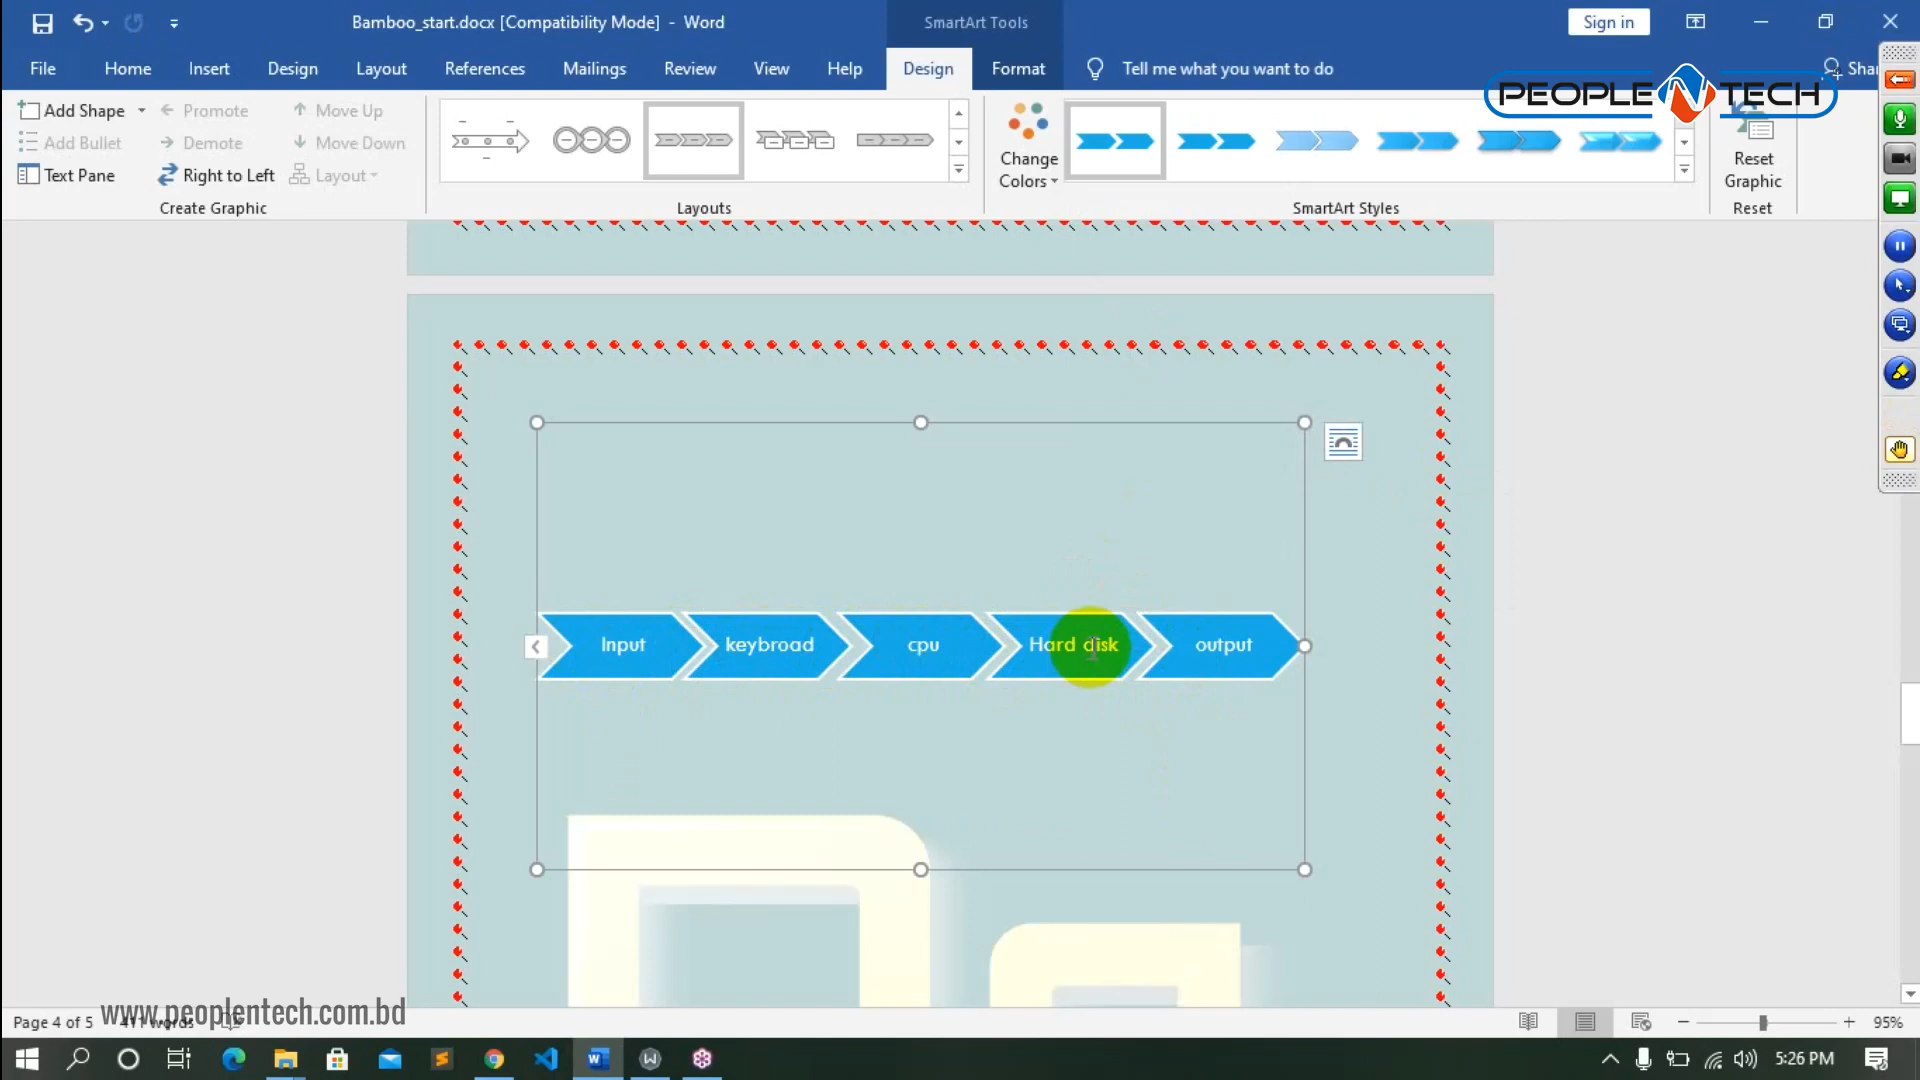 Bamboo_start.docx [Compatibility Mode] - Word
SmartArt Tools
Sign in
File Home Insert Design Layout References Mailings Review View Help Design Format Tell me what you want to do Sha
PEOPLE N TECH
Add Shape Promote Move Up
Add Bullet Demote Move Down
Text Pane Right to Left Layout
Create Graphic
Layouts
Change Colors
SmartArt Styles
Reset Graphic
Reset
Input keybroad cpu Hard disk output
www.peoplentech.com.bd
Page 4 of 5 411 words
95%
5:26 PM